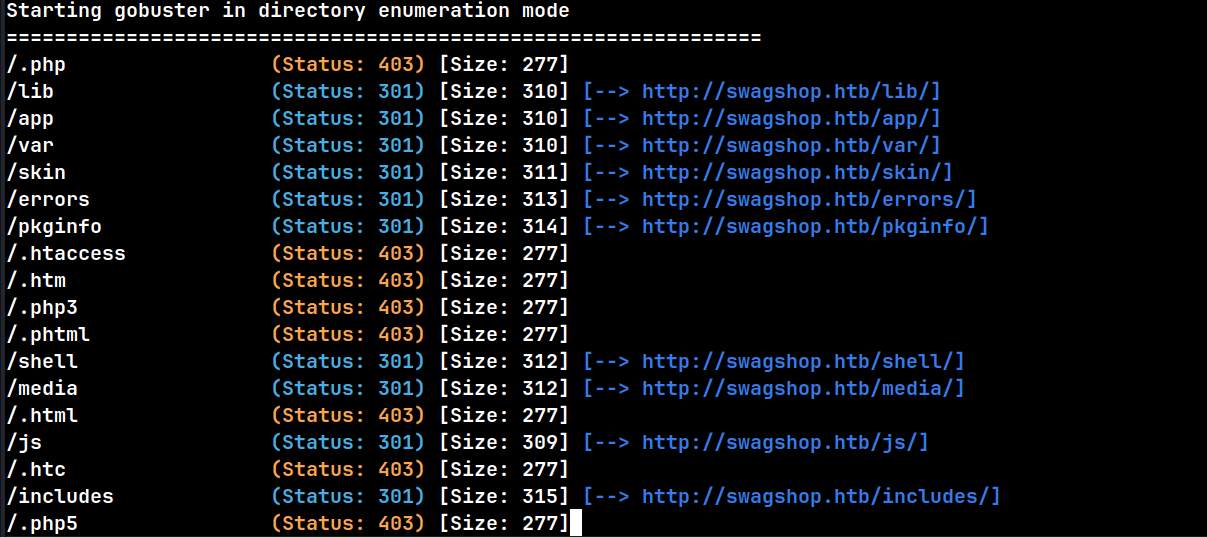 Starting gobuster in directory enumeration mode
===============================================================
/.php                 (Status: 403) [Size: 277]
/lib                  (Status: 301) [Size: 310] [--> http://swagshop.htb/lib/]
/app                  (Status: 301) [Size: 310] [--> http://swagshop.htb/app/]
/var                  (Status: 301) [Size: 310] [--> http://swagshop.htb/var/]
/skin                 (Status: 301) [Size: 311] [--> http://swagshop.htb/skin/]
/errors               (Status: 301) [Size: 313] [--> http://swagshop.htb/errors/]
/pkginfo              (Status: 301) [Size: 314] [--> http://swagshop.htb/pkginfo/]
/.htaccess            (Status: 403) [Size: 277]
/.htm                 (Status: 403) [Size: 277]
/.php3                (Status: 403) [Size: 277]
/.phtml               (Status: 403) [Size: 277]
/shell                (Status: 301) [Size: 312] [--> http://swagshop.htb/shell/]
/media                (Status: 301) [Size: 312] [--> http://swagshop.htb/media/]
/.html                (Status: 403) [Size: 277]
/js                   (Status: 301) [Size: 309] [--> http://swagshop.htb/js/]
/.htc                 (Status: 403) [Size: 277]
/includes             (Status: 301) [Size: 315] [--> http://swagshop.htb/includes/]
/.php5                (Status: 403) [Size: 277]